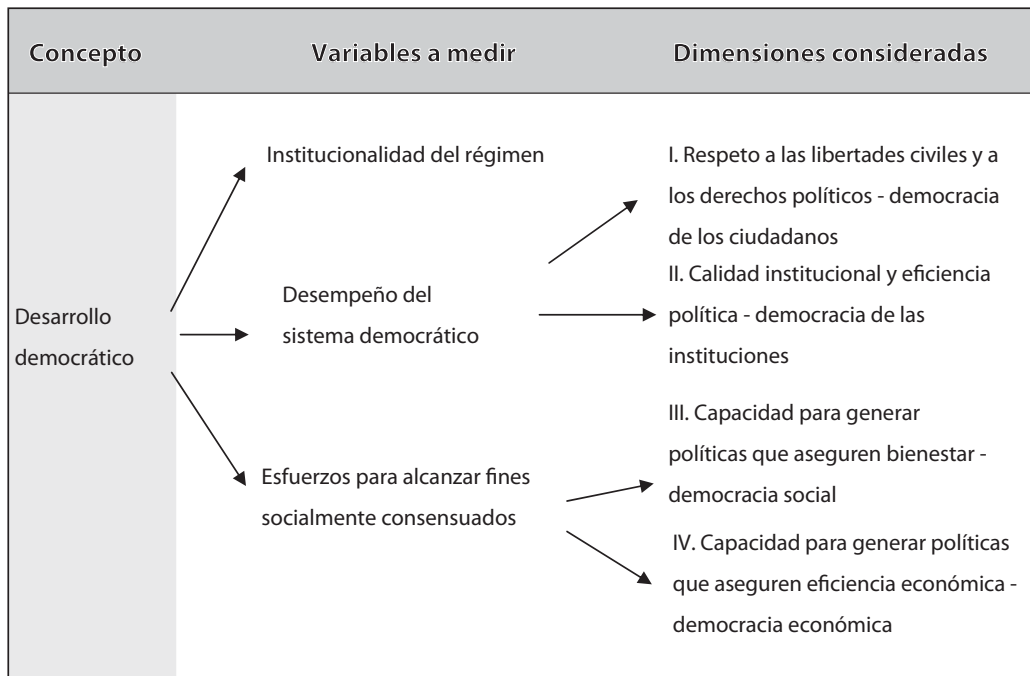 Concepto
Variables a medir
Dimensiones consideradas
Desarrollo
democrático
Institucionalidad del régimen
Desempeño del
sistema democrático
Esfuerzos para alcanzar fines
socialmente consensuados
I. Respeto a las libertades civiles y a
los derechos políticos - democracia
de los ciudadanos
II. Calidad institucional y eficiencia
política - democracia de las
instituciones
III. Capacidad para generar
políticas que aseguren bienestar -
democracia social
IV. Capacidad para generar políticas
que aseguren eficiencia económica -
democracia económica